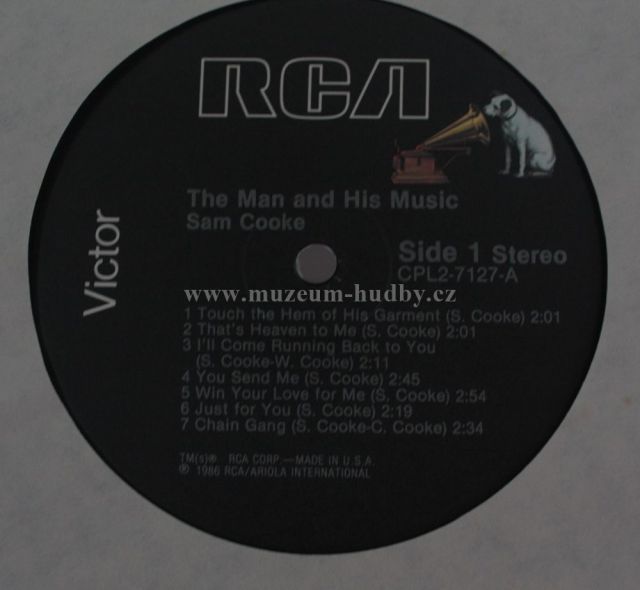 RCA
The Man and His Music
Sam Cooke
Victor
Side 1 Stereo
CPL2-7127-A
www.muzeum-hudby.cz
1 Touch the Hem of His Garment (S. Cooke) 2:01
2 That's Heaven to Me (S. Cooke) 2:01
3 I'll Come Running Back to You
(S. Cooke-W. Cooke) 2:11
4 You Send Me (S. Cooke) 2:45
5 Win Your Love for Me (S. Cooke) 2:54
6 Just for You (S. Cooke) 2:19
7 Chain Gang (S. Cooke-C. Cooke) 2:34
TM(s)® RCA CORP.—MADE IN U.S.A.
℗ 1986 RCA/ARIOLA INTERNATIONAL